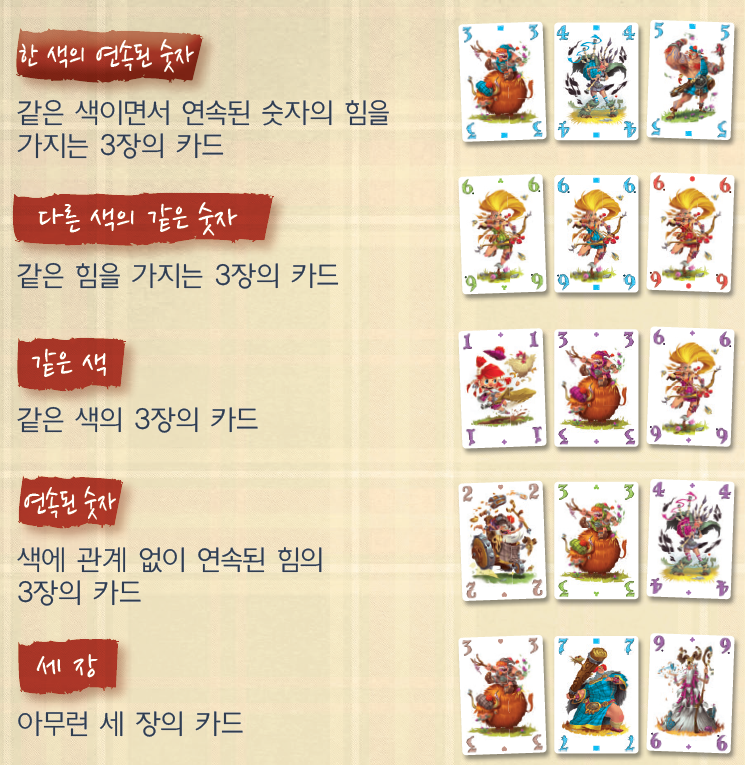 한 색의 연속된 숫자
3 3 4 4 5 5
같은 색이면서 연속된 숫자의 힘을
가지는 3장의 카드
3 3 4 4 5 5
다른 색의 같은 숫자
6. 6. 6. 6. 6. 6.
같은 힘을 가지는 3장의 카드
6. 6. 6. 6. 6. 6.
같은 색
1 1 3 3 6. 6.
같은 색의 3장의 카드
1 1 3 3 6. 6.
연속된 숫자
2 2 3 3 4 4
색에 관계 없이 연속된 힘의
3장의 카드
2 2 3 3 4 4
세 장
3 3 7 7 9. 9.
아무런 세 장의 카드
3 3 7 7 9. 9.